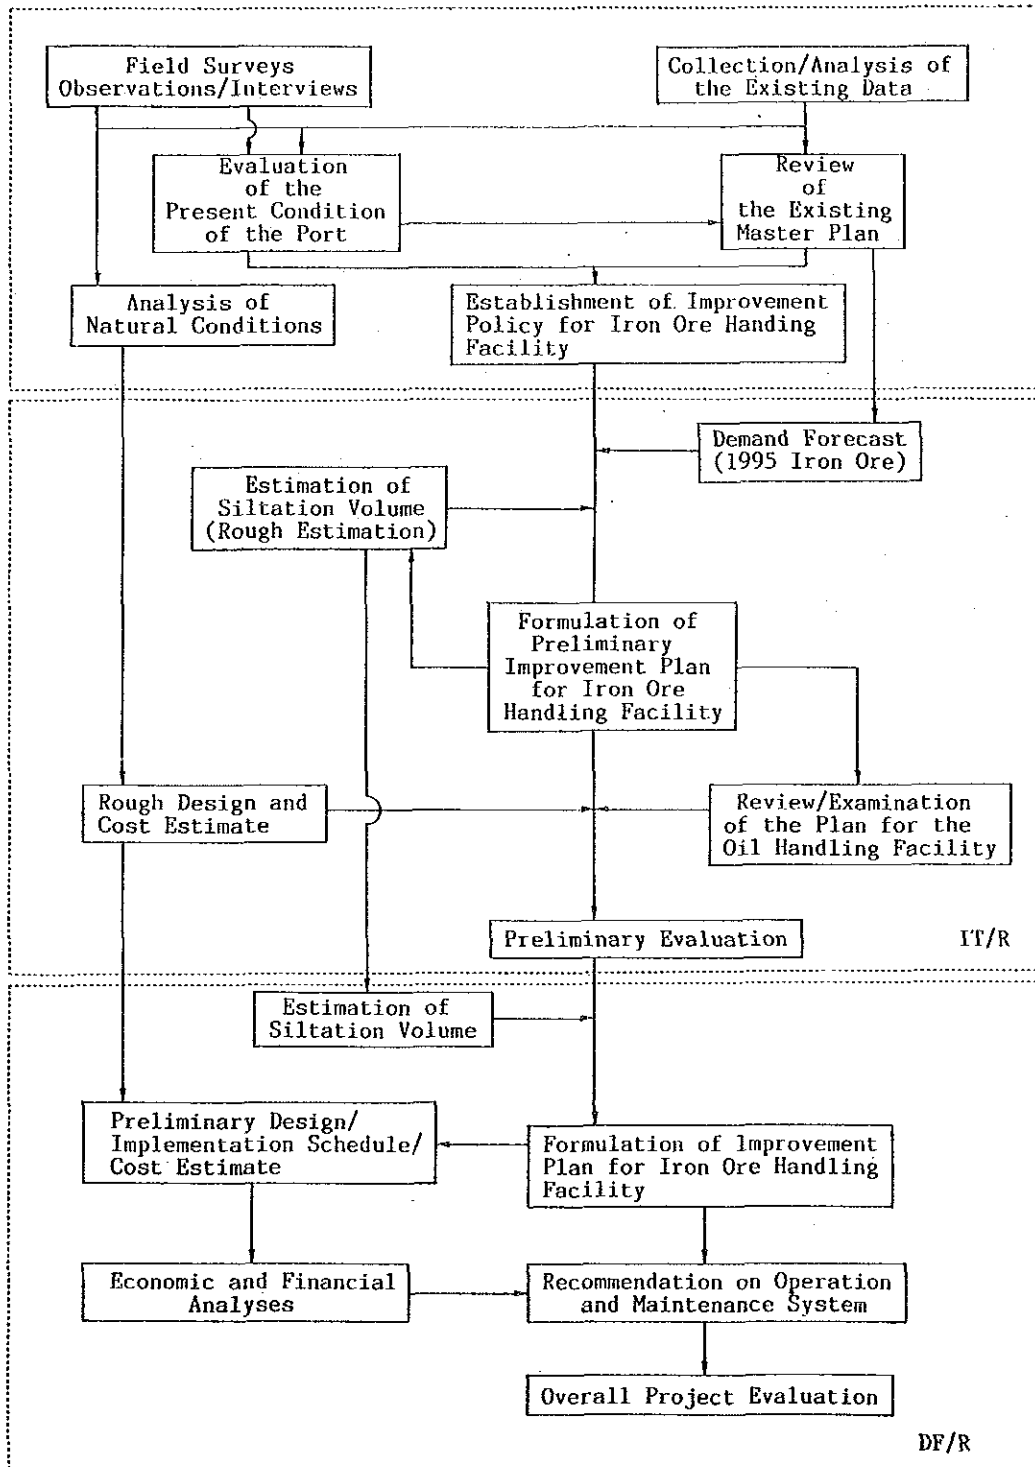 Field Surveys
Observations/Interviews
Collection/Analysis of
the Existing Data
Evaluation
of the
Present Condition
of the Port
Review
of
the Existing
Master Plan
Analysis of
Natural Conditions
Establishment of Improvement
Policy for Iron Ore Handing
Facility
Demand Forecast
(1995 Iron Ore)
Estimation of
Siltation Volume
(Rough Estimation)
Formulation of
Preliminary
Improvement Plan
for Iron Ore
Handling Facility
Rough Design and
Cost Estimate
Review/Examination
of the Plan for the
Oil Handling Facility
Preliminary Evaluation
IT/R
Estimation of
Siltation Volume
Preliminary Design/
Implementation Schedule/
Cost Estimate
Formulation of Improvement
Plan for Iron Ore Handling
Facility
Economic and Financial
Analyses
Recommendation on Operation
and Maintenance System
Overall Project Evaluation
DF/R